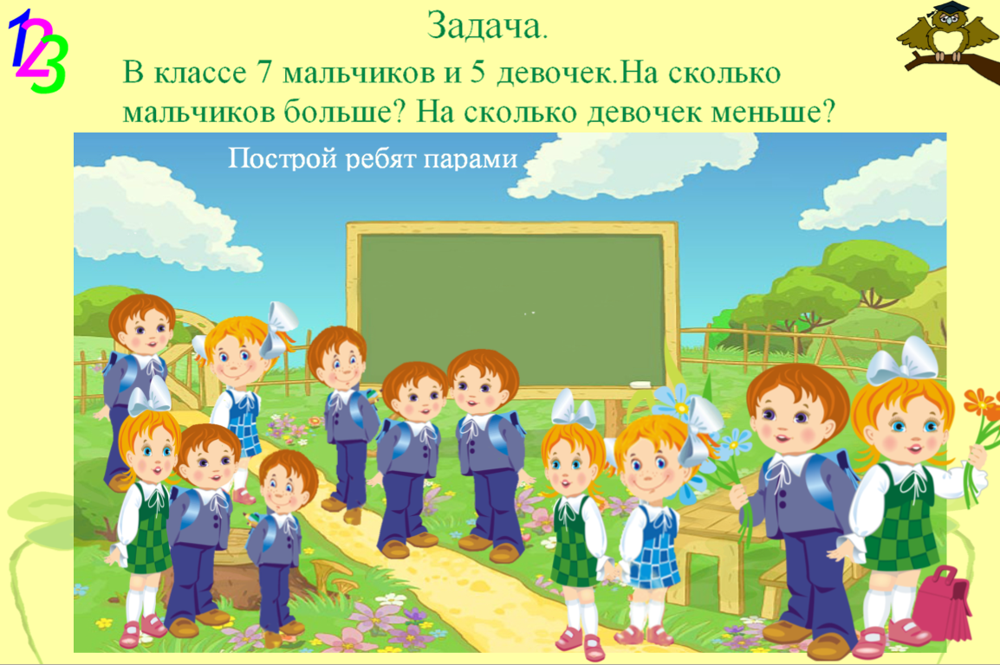 123
Задача.
В классе 7 мальчиков и 5 девочек.На сколько
мальчиков больше? На сколько девочек меньше?
Построй ребят парами